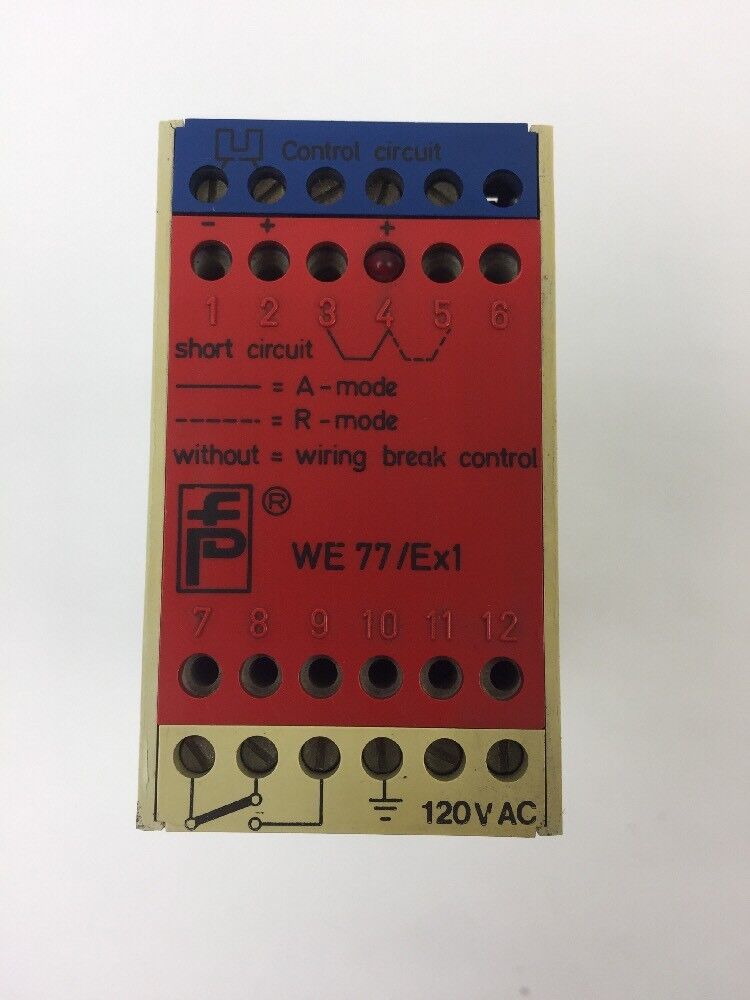 Control circuit
- + +
1 2 3 4 5 6
short circuit
= A-mode
= R-mode
without = wiring break control
fP ®
WE 77/Ex1
7 8 9 10 11 12
120V AC